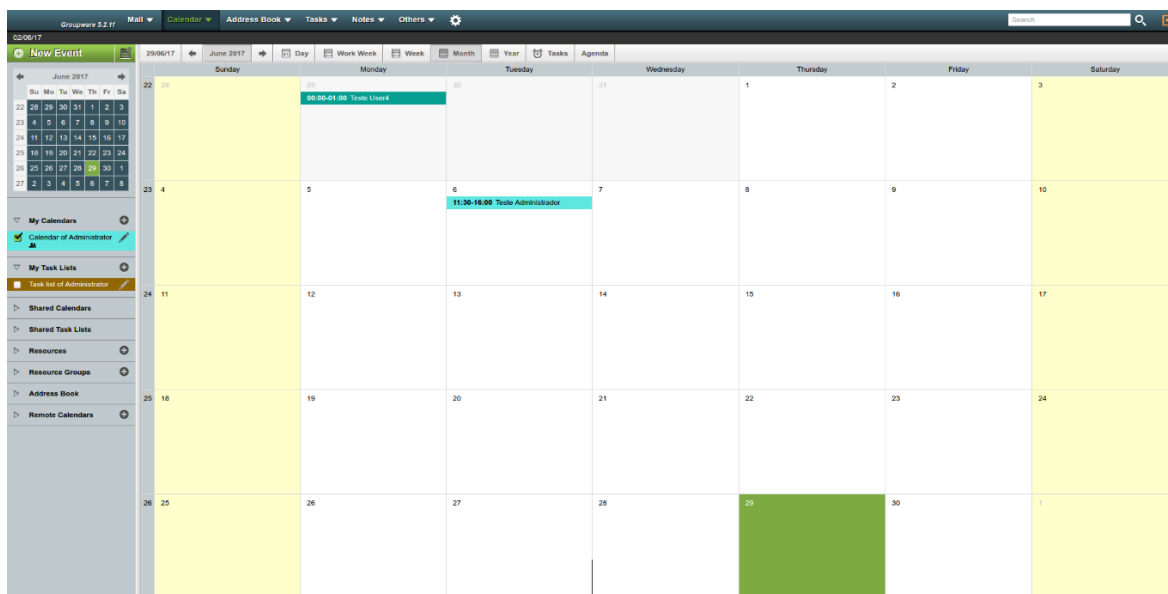 Groupware 5.2.1f Mail Calendar Address Book Tasks Notes Others Search
02/06/17
New Event 29/06/17 June 2017 Day Work Week Week Month Year Tasks Agenda
Sunday Monday Tuesday Wednesday Thursday Friday Saturday
June 2017
Su Mo Tu We Th Fr Sa
22 28 29 30 31 1 2 3
23 4 5 6 7 8 9 10
24 11 12 13 14 15 16 17
25 18 19 20 21 22 23 24
26 25 26 27 28 29 30 1
27 2 3 4 5 6 7 8
My Calendars
Calendar of Administrator
My Task Lists
Task list of Administrator
Shared Calendars
Shared Task Lists
Resources
Resource Groups
Address Book
Remote Calendars
22 28 29 30 31 1 2 3
00:00-01:00 Teste User4
23 4 5 6 7 8 9 10
11:30-16:00 Teste Administrador
24 11 12 13 14 15 16 17
25 18 19 20 21 22 23 24
26 25 26 27 28 29 30 1